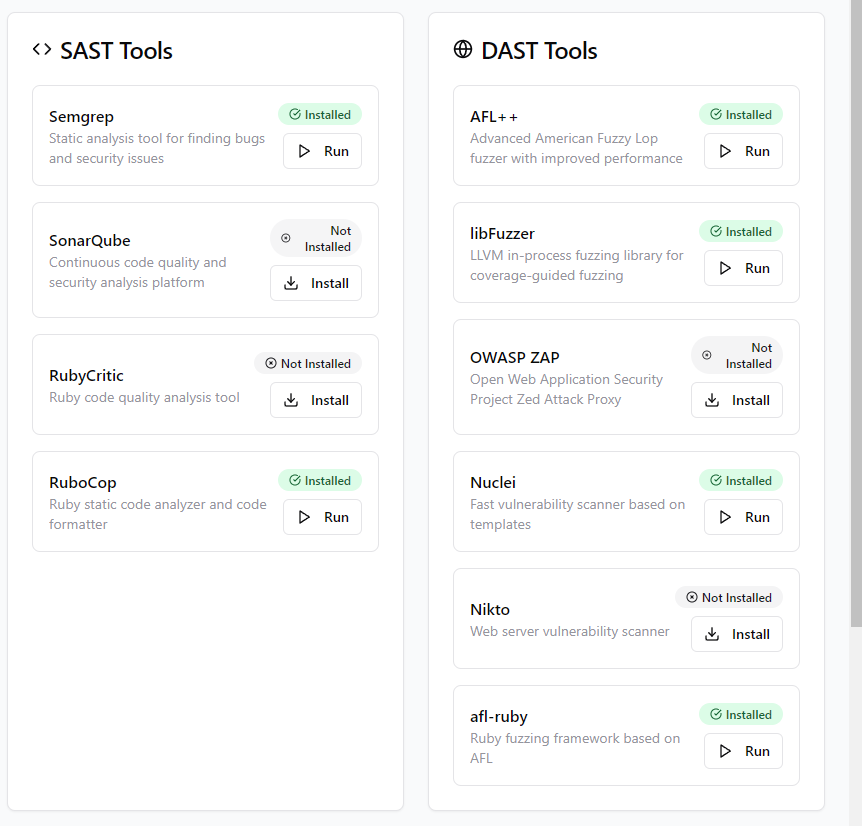 SAST Tools
Semgrep
Installed
Static analysis tool for finding bugs
and security issues
Run
SonarQube
Not
Installed
Continuous code quality and
security analysis platform
Install
RubyCritic
Not Installed
Ruby code quality analysis tool
Install
RuboCop
Installed
Ruby static code analyzer and code
formatter
Run
DAST Tools
AFL++
Installed
Advanced American Fuzzy Lop
fuzzer with improved performance
Run
libFuzzer
Installed
LLVM in-process fuzzing library for
coverage-guided fuzzing
Run
OWASP ZAP
Not
Installed
Open Web Application Security
Project Zed Attack Proxy
Install
Nuclei
Installed
Fast vulnerability scanner based on
templates
Run
Nikto
Not Installed
Web server vulnerability scanner
Install
afl-ruby
Installed
Ruby fuzzing framework based on
AFL
Run